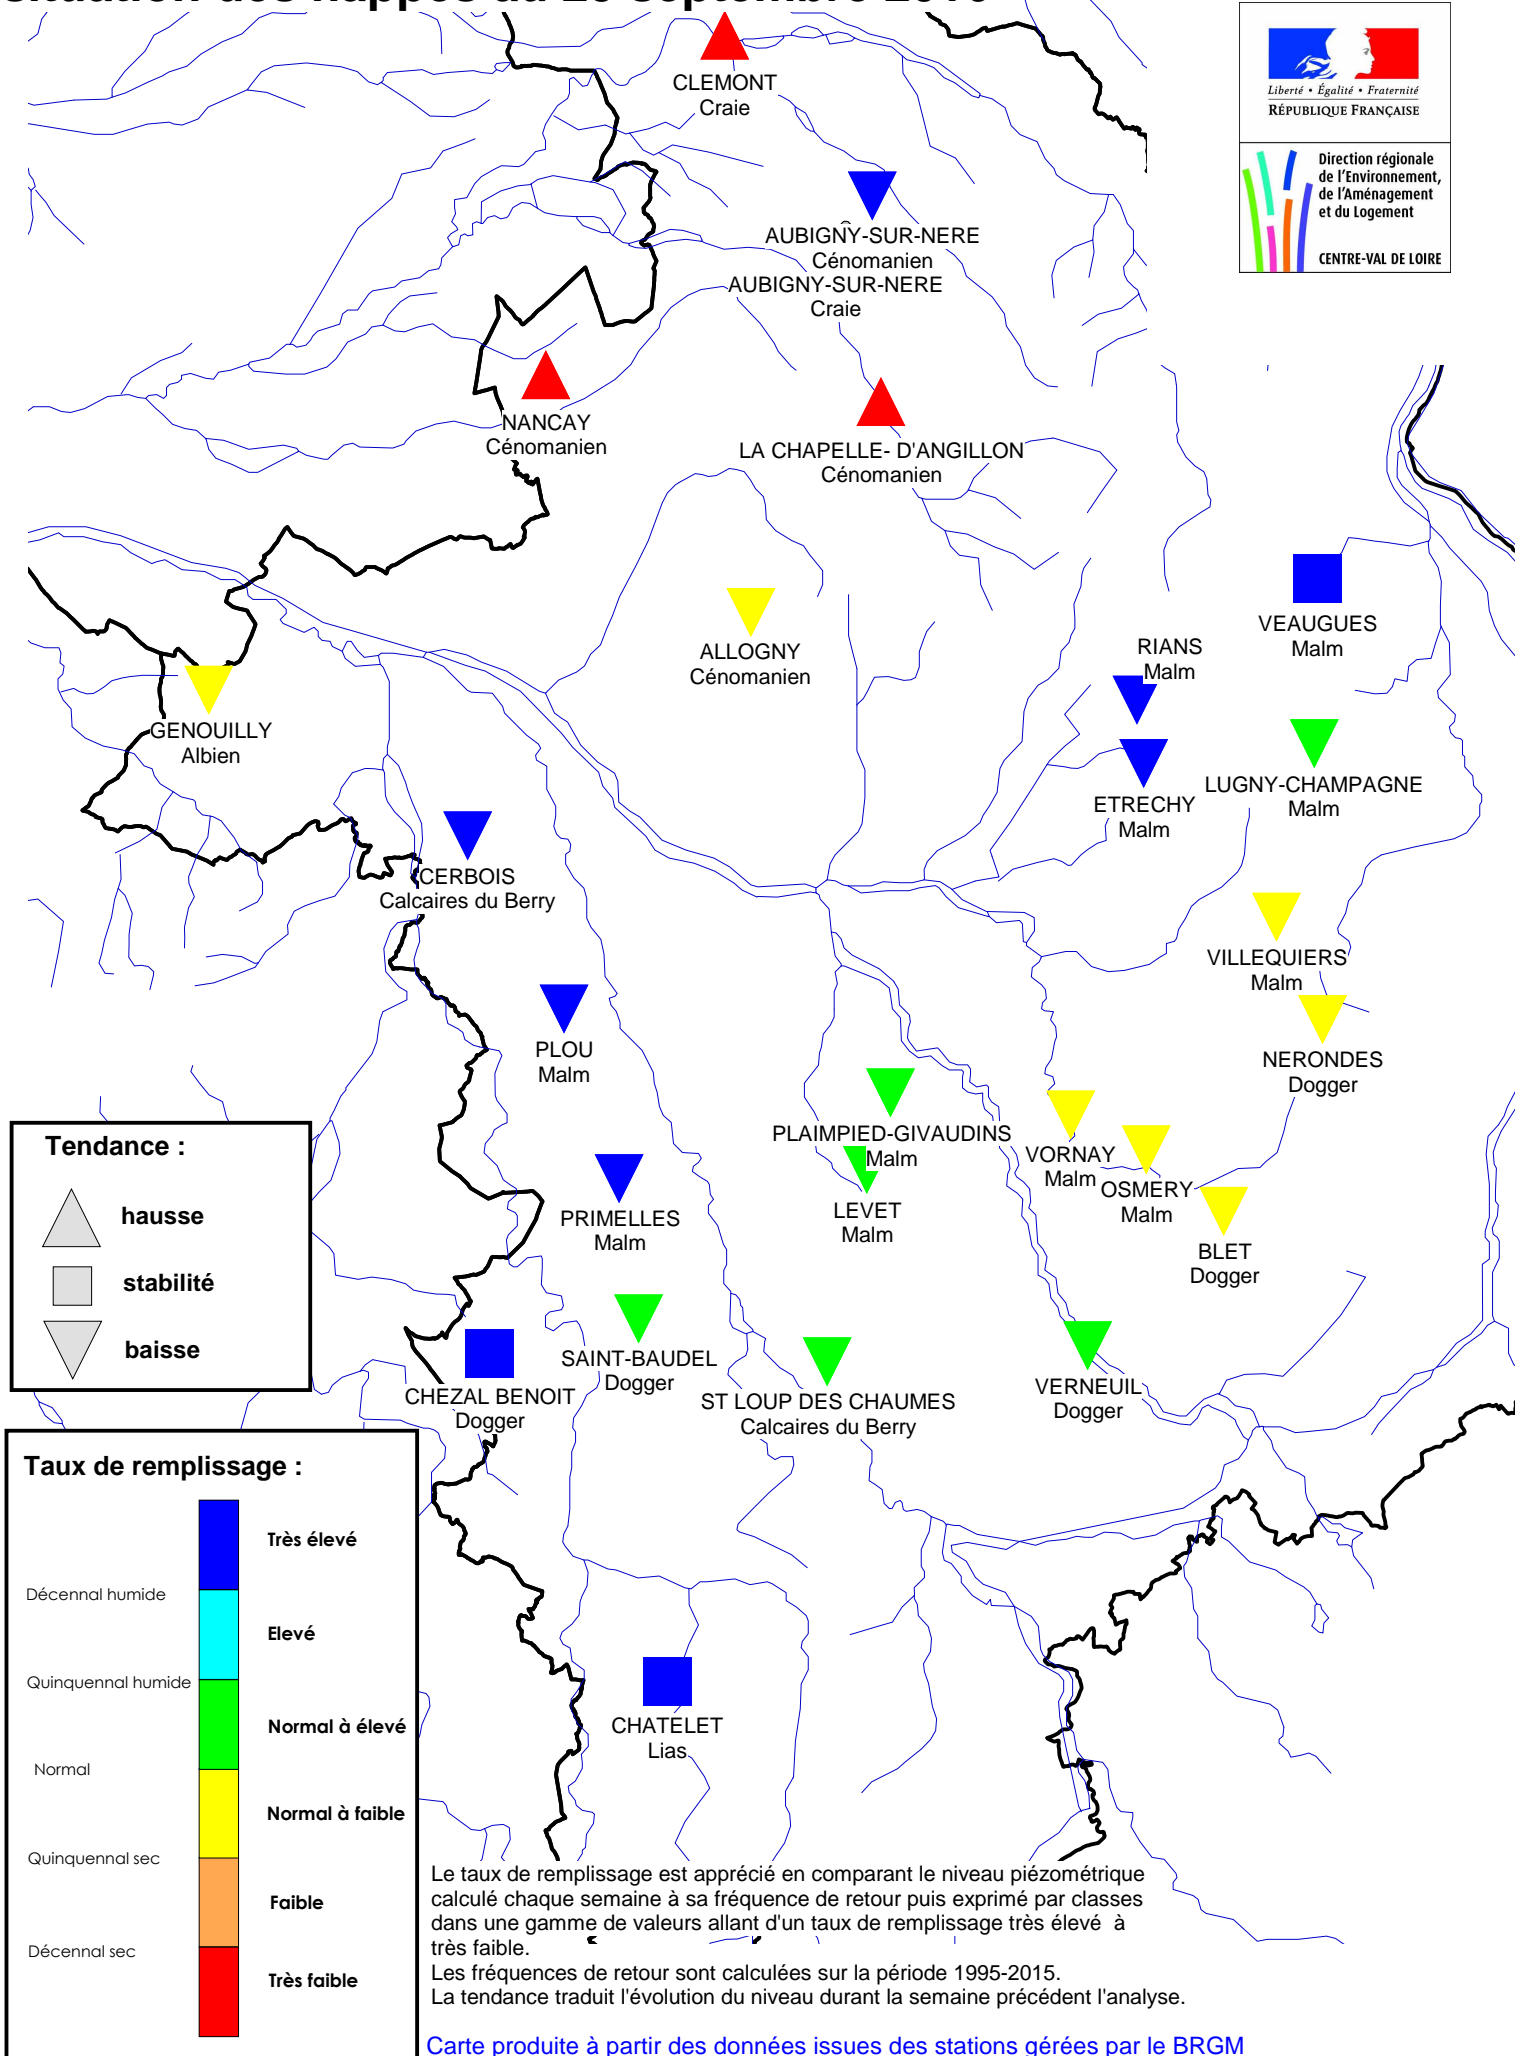 CLEMONT
Craie
Liberté • Égalité • Fraternité
RÉPUBLIQUE FRANÇAISE
Direction régionale
de l'Environnement,
de l'Aménagement
et du Logement
CENTRE-VAL DE LOIRE
AUBIGNY-SUR-NERE
Cénomanien
AUBIGNY-SUR-NERE
Craie
NANCAY
Cénomanien
LA CHAPELLE- D'ANGILLON
Cénomanien
VEAUGUES
Malm
RIANS
Malm
ALLOGNY
Cénomanien
GENOUILLY
Albien
LUGNY-CHAMPAGNE
Malm
ETRECHY
Malm
CERBOIS
Calcaires du Berry
VILLEQUIERS
Malm
PLOU
Malm
NERONDES
Dogger
PLAIMPIED-GIVAUDINS
Malm
VORNAY
Malm
OSMERY
Malm
LEVET
Malm
PRIMELLES
Malm
BLET
Dogger
Tendance :
hausse
stabilité
baisse
SAINT-BAUDEL
Dogger
CHEZAL BENOIT
Dogger
ST LOUP DES CHAUMES
Calcaires du Berry
VERNEUIL
Dogger
Taux de remplissage :
Très élevé
Décennal humide
Elevé
Quinquennal humide
Normal à élevé
Normal
Normal à faible
Quinquennal sec
Faible
Décennal sec
Très faible
CHATELET
Lias
Le taux de remplissage est apprécié en comparant le niveau piézométrique
calculé chaque semaine à sa fréquence de retour puis exprimé par classes
dans une gamme de valeurs allant d'un taux de remplissage très élevé à
très faible.
Les fréquences de retour sont calculées sur la période 1995-2015.
La tendance traduit l'évolution du niveau durant la semaine précédent l'analyse.
Carte produite à partir des données issues des stations gérées par le BRGM